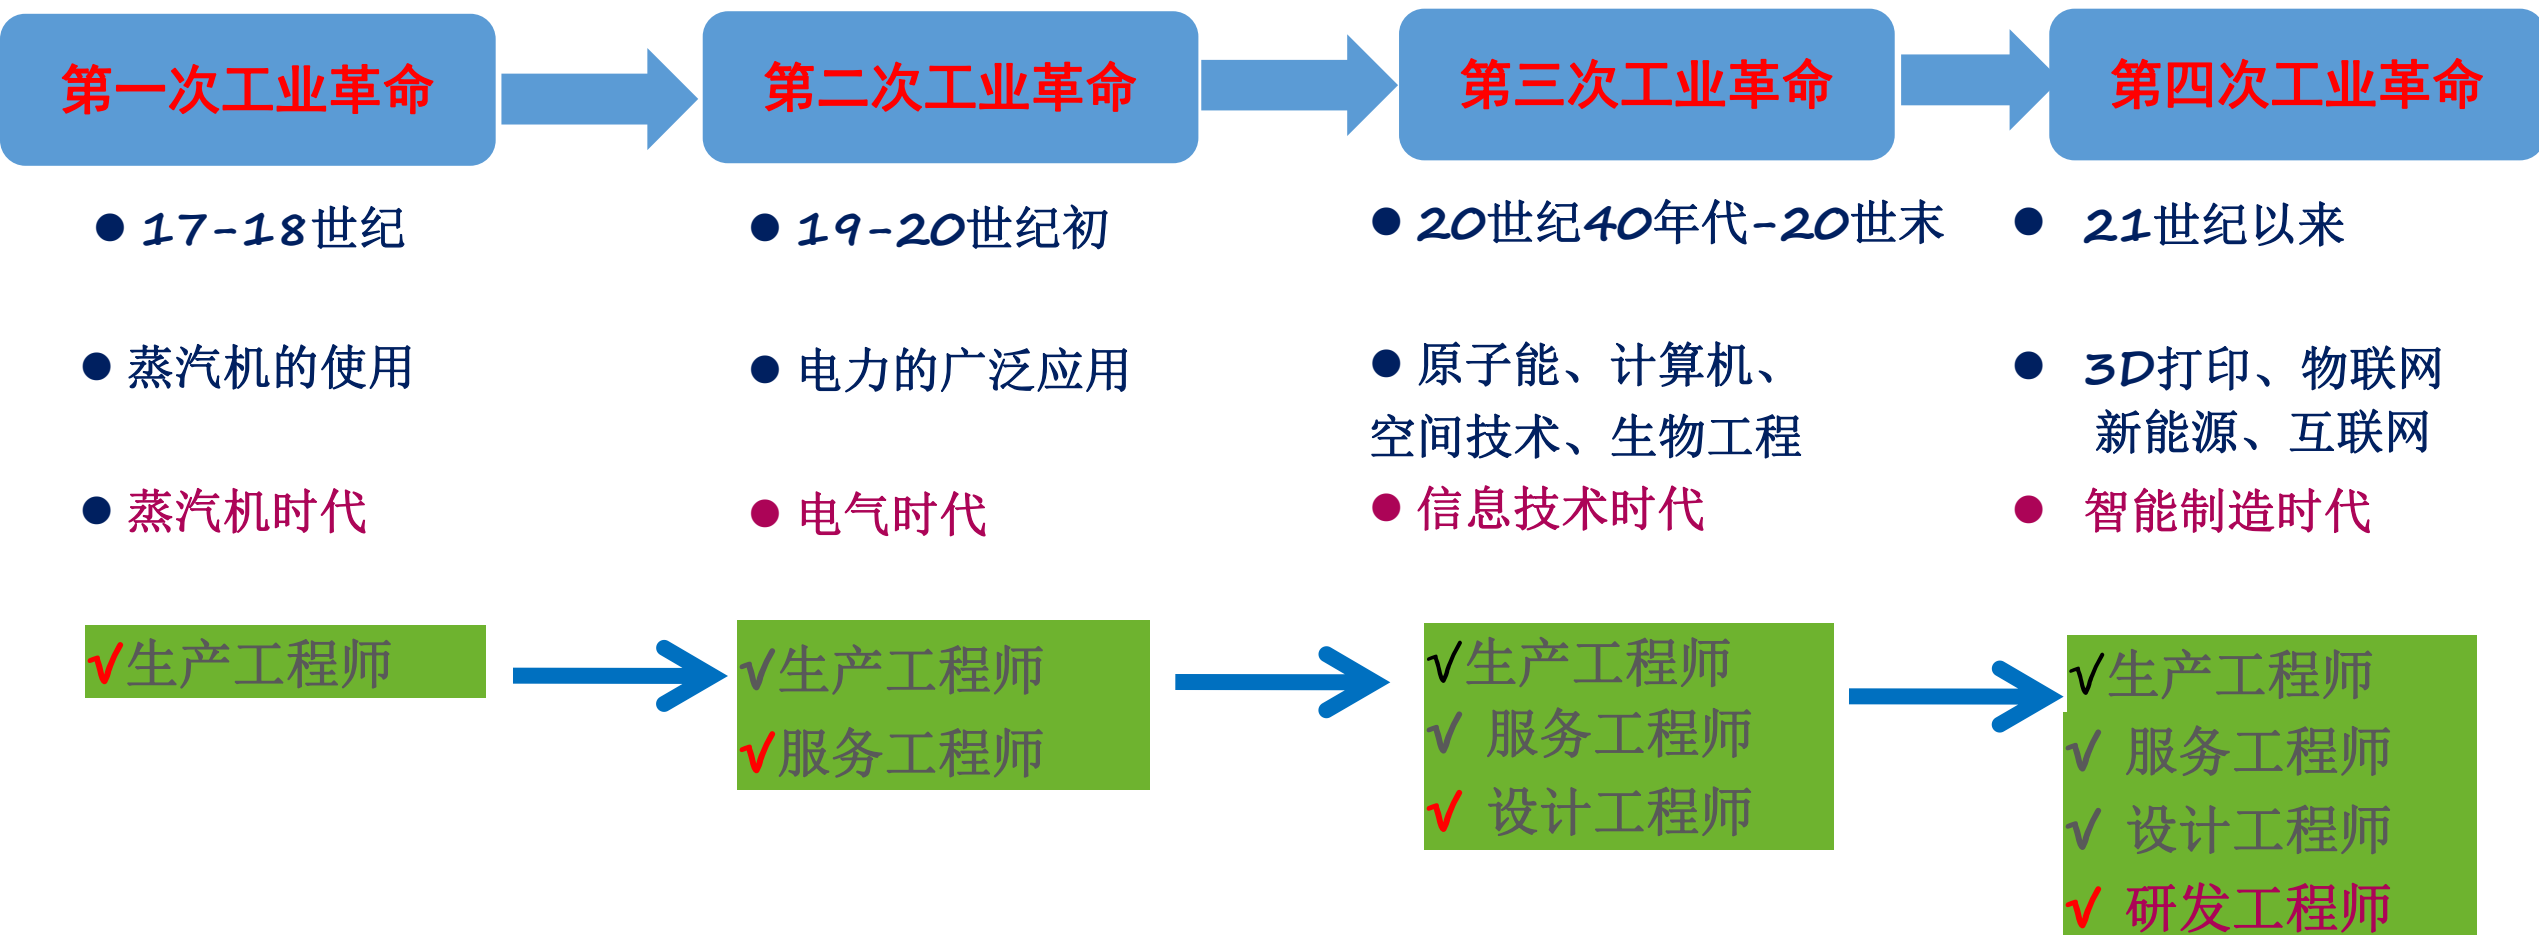 第一次工业革命
第二次工业革命
第三次工业革命
第四次工业革命
● 17-18世纪
● 19-20世纪初
● 20世纪40年代-20世末
● 21世纪以来
● 蒸汽机的使用
● 电力的广泛应用
● 原子能、计算机、
空间技术、生物工程
● 3D打印、物联网
新能源、互联网
● 蒸汽机时代
● 电气时代
● 信息技术时代
● 智能制造时代
√生产工程师
√生产工程师
√服务工程师
√生产工程师
√ 服务工程师
√ 设计工程师
√生产工程师
√ 服务工程师
√ 设计工程师
√ 研发工程师